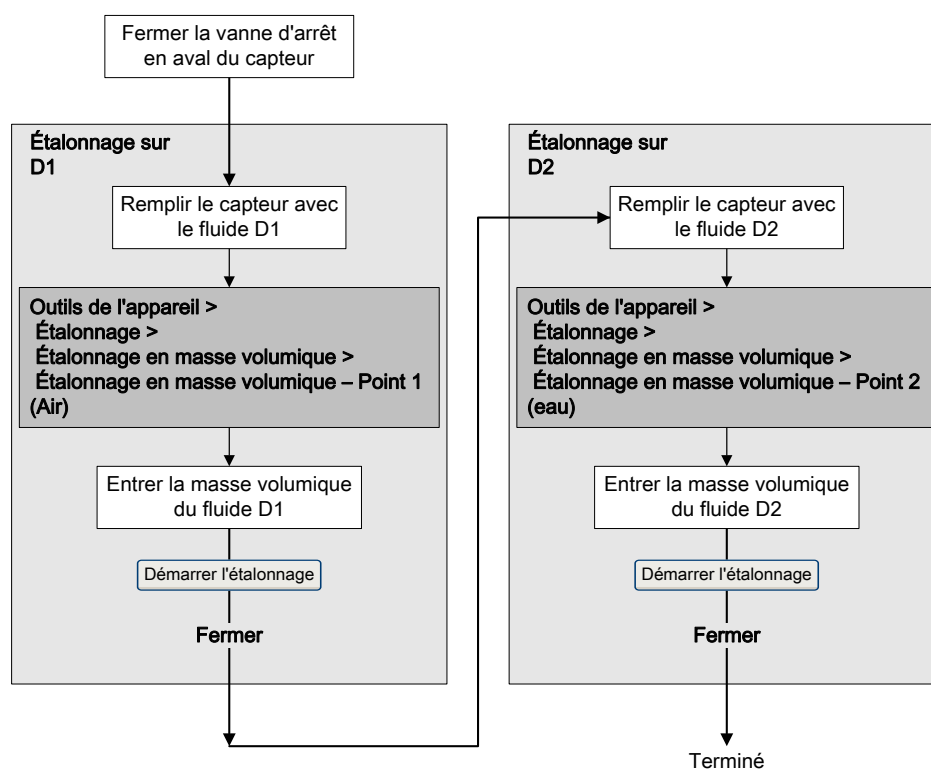 Fermer la vanne d'arrêt
en aval du capteur
Étalonnage sur
D1
Remplir le capteur avec
le fluide D1
Outils de l'appareil >
Étalonnage >
Étalonnage en masse volumique >
Étalonnage en masse volumique – Point 1
(Air)
Entrer la masse volumique
du fluide D1
Démarrer l'étalonnage
Fermer
Étalonnage sur
D2
Remplir le capteur avec
le fluide D2
Outils de l'appareil >
Étalonnage >
Étalonnage en masse volumique >
Étalonnage en masse volumique – Point 2
(eau)
Entrer la masse volumique
du fluide D2
Démarrer l'étalonnage
Fermer
Terminé